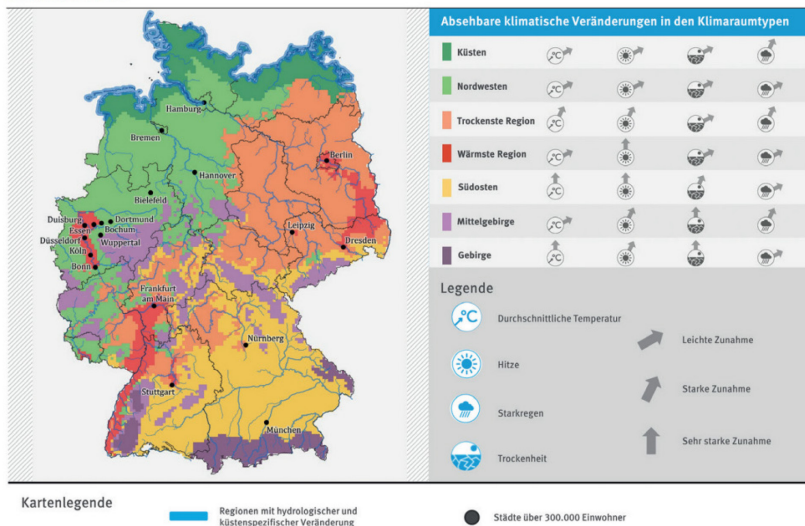 Absehbare klimatische Veränderungen in den Klimaraumtypen
Küsten
°C
Nordwesten
°C
Trockenste Region
°C
Wärmste Region
°C
Südosten
°C
Mittelgebirge
°C
Gebirge
°C
Hamburg
Bremen
Berlin
Hannover
Bielefeld
Duisburg
Dortmund
Essen
Bochum
Düsseldorf
Wuppertal
Leipzig
Köln
Dresden
Bonn
Frankfurt
am Main
Nürnberg
Stuttgart
München
Legende
°C
Durchschnittliche Temperatur
Leichte Zunahme
Hitze
Starke Zunahme
Starkregen
Sehr starke Zunahme
Trockenheit
Kartenlegende
Regionen mit hydrologischer und
küstenspezifischer Veränderung
Städte über 300.000 Einwohner